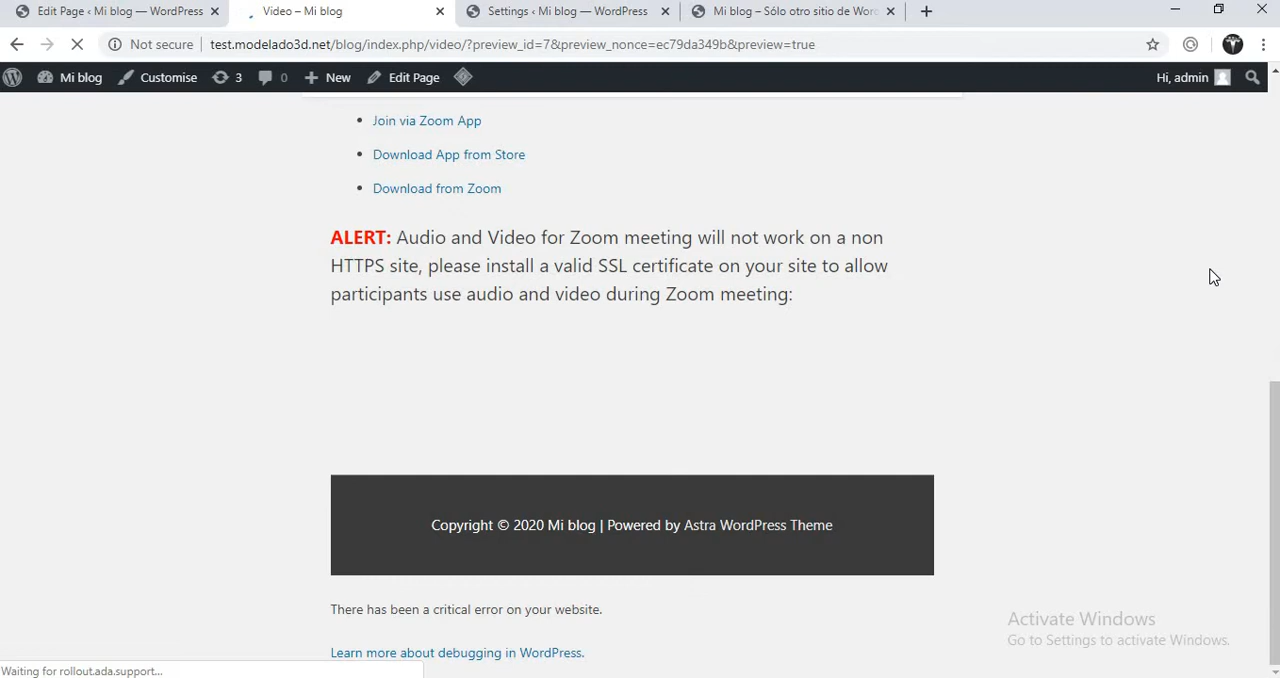 Edit Page ‹ Mi blog — WordPress
Video – Mi blog
Settings ‹ Mi blog — WordPress
Mi blog – Sólo otro sitio de Worc
Not secure
test.modelado3d.net/blog/index.php/video/?preview_id=7&preview_nonce=ec79da349b&preview=true
Mi blog
Customise
3
0
New
Edit Page
Hi, admin
Join via Zoom App
Download App from Store
Download from Zoom
ALERT: Audio and Video for Zoom meeting will not work on a non
HTTPS site, please install a valid SSL certificate on your site to allow
participants use audio and video during Zoom meeting:
Copyright © 2020 Mi blog | Powered by Astra WordPress Theme
There has been a critical error on your website.
Learn more about debugging in WordPress.
Activate Windows
Go to Settings to activate Windows.
Waiting for rollout.ada.support...